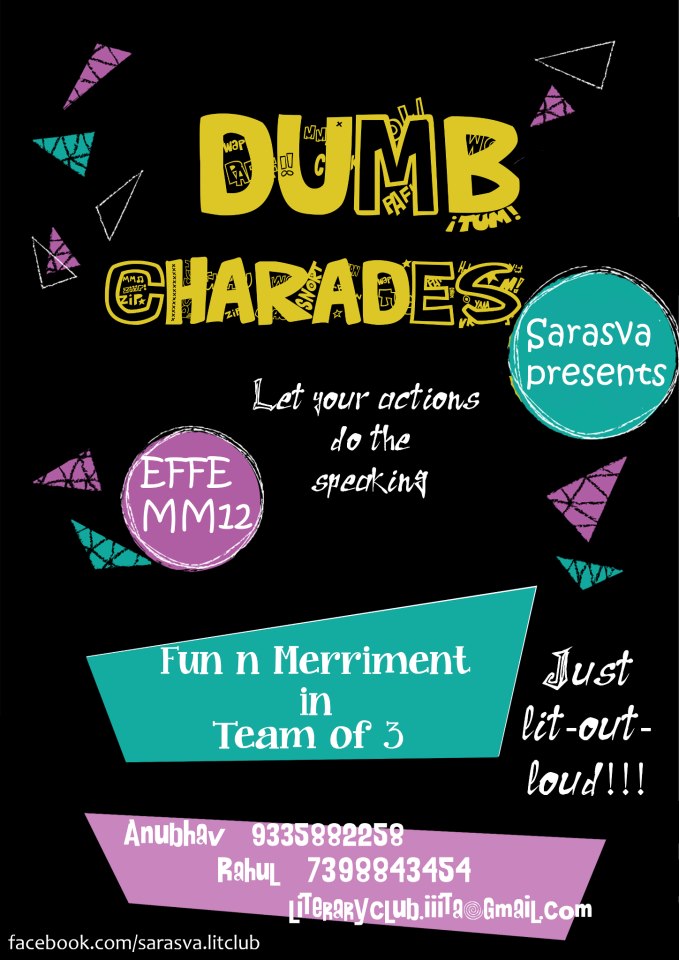 DUMB
CHARADES
Sarasva
presents
Let your actions
do the
speaking
EFFE
MM12
Fun n Merriment
in
Team of 3
Just
lit-out-
loud!!!
Anubhav 9335882258
Rahul 7398843454
Literaryclub.iiita@gmail.com
facebook.com/sarasva.litclub